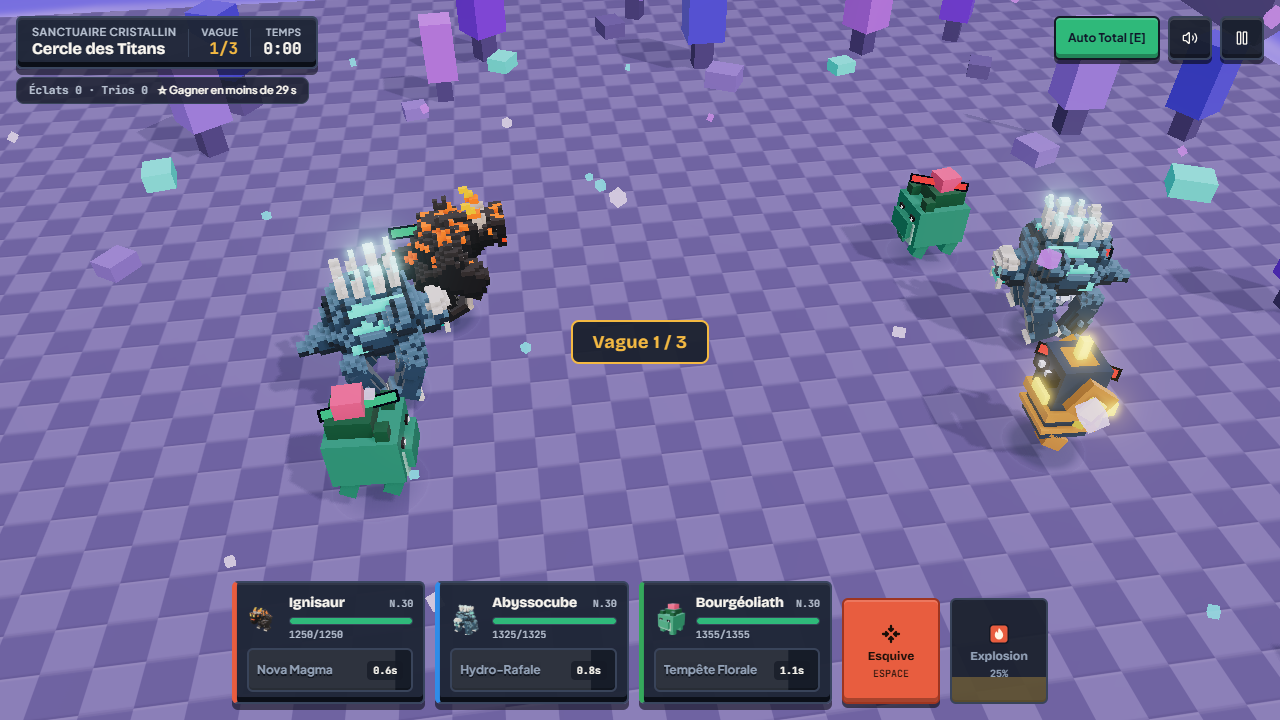 SANCTUAIRE CRISTALLIN
Cercle des Titans
VAGUE
1/3
TEMPS
0:00
Éclats 0 · Trios 0 ★ Gagner en moins de 29 s
Auto Total [E]
Vague 1 / 3
Ignisaur N.30
1250/1250
Nova Magma 0.6s
Abyssocube N.30
1325/1325
Hydro-Rafale 0.8s
Bourgéoliath N.30
1355/1355
Tempête Florale 1.1s
Esquive
ESPACE
Explosion
25%